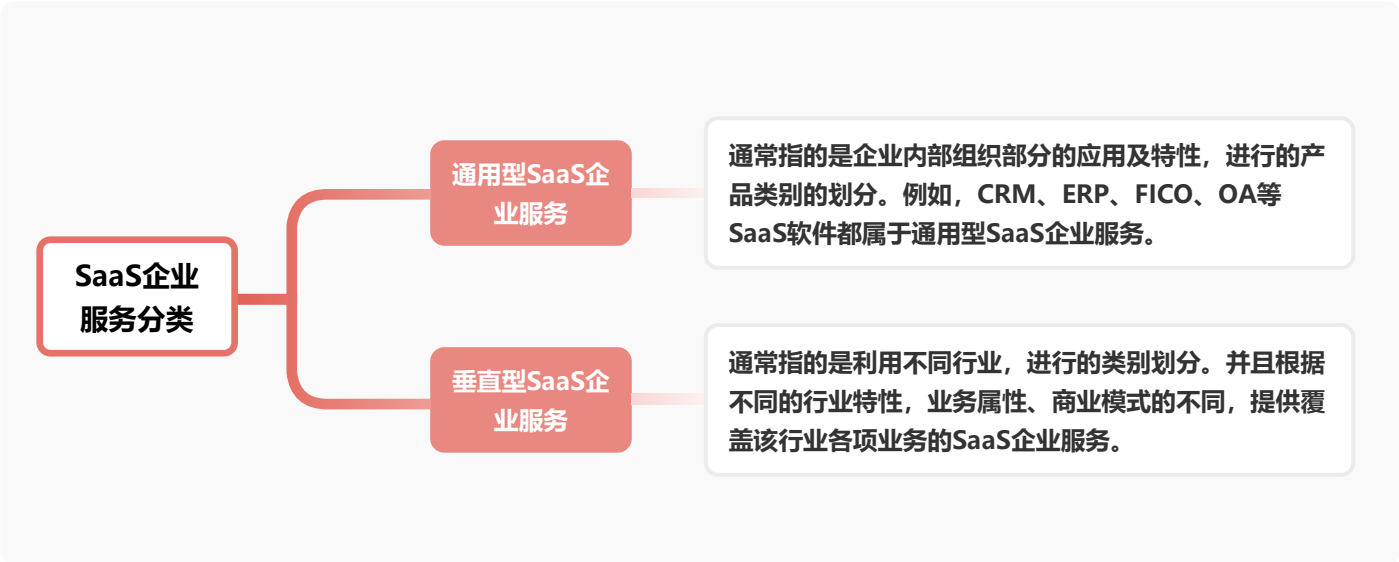 SaaS企业
服务分类
通用型SaaS企
业服务
通常指的是企业内部组织部分的应用及特性，进行的产
品类别的划分。例如，CRM、ERP、FICO、OA等
SaaS软件都属于通用型SaaS企业服务。
垂直型SaaS企
业服务
通常指的是利用不同行业，进行的类别划分。并且根据
不同的行业特性，业务属性、商业模式的不同，提供覆
盖该行业各项业务的SaaS企业服务。